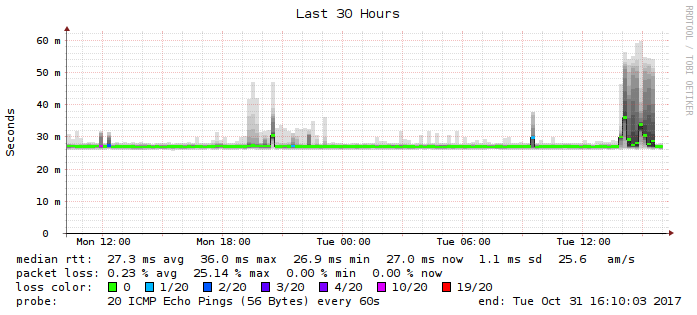 Last 30 Hours
RRDTOOL / TOBI OETIKER
Seconds
60 m
50 m
40 m
30 m
20 m
10 m
0
Mon 12:00 Mon 18:00 Tue 00:00 Tue 06:00 Tue 12:00
median rtt: 27.3 ms avg 36.0 ms max 26.9 ms min 27.0 ms now 1.1 ms sd 25.6 am/s
packet loss: 0.23 % avg 25.14 % max 0.00 % min 0.00 % now
loss color: 0 1/20 2/20 3/20 4/20 10/20 19/20
probe: 20 ICMP Echo Pings (56 Bytes) every 60s end: Tue Oct 31 16:10:03 2017